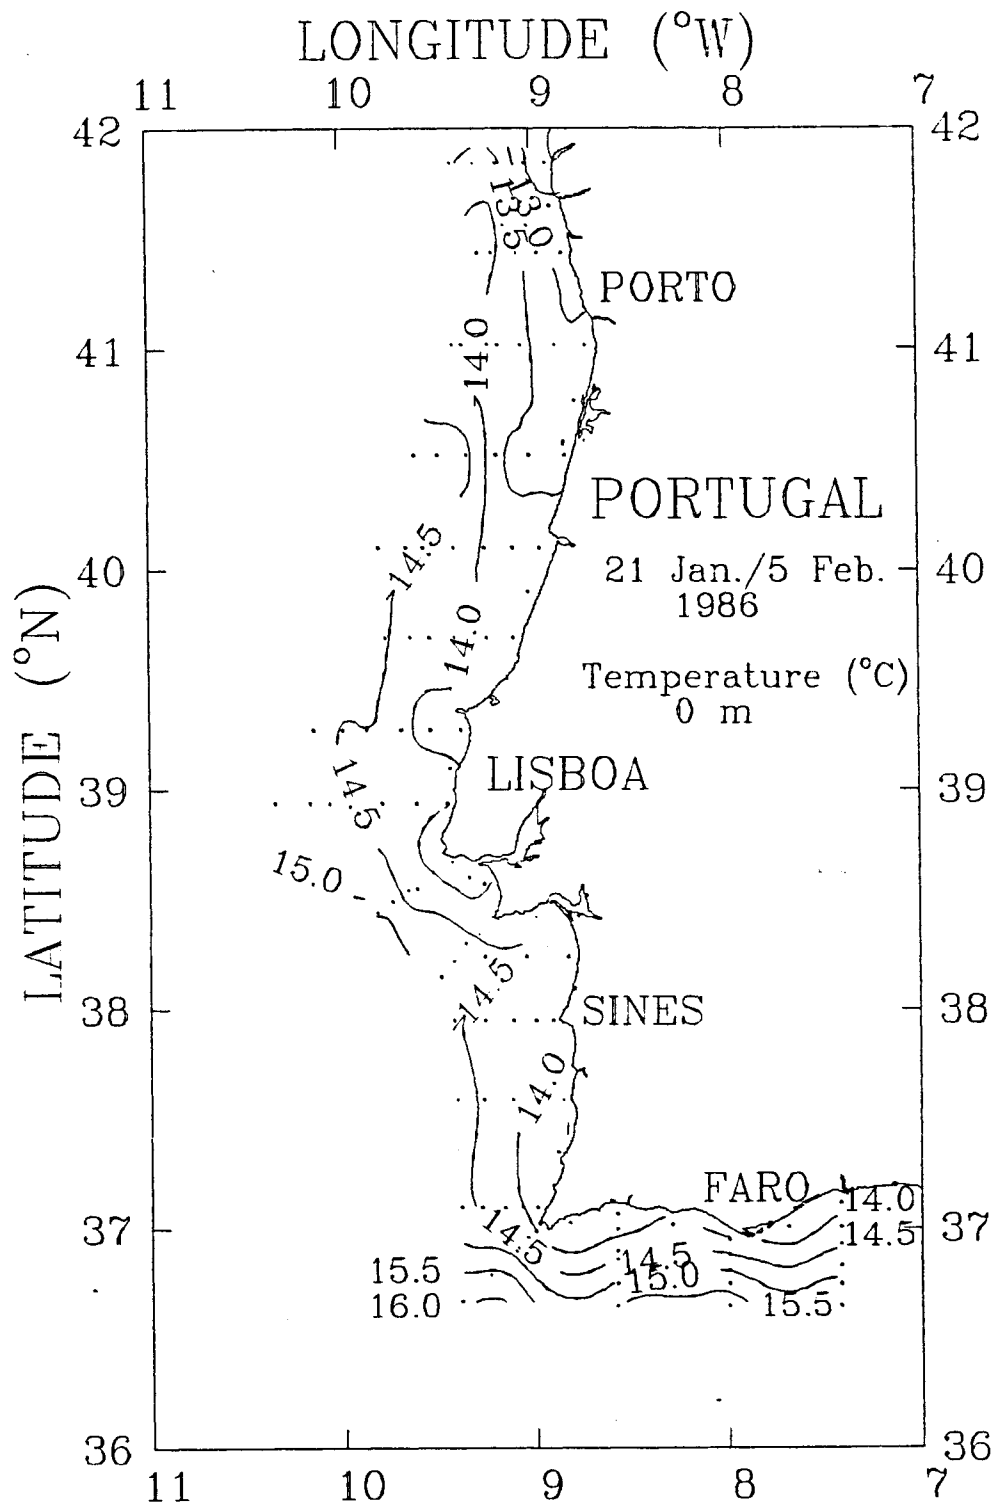 LONGITUDE (°W)
11 10 9 8 7
42 42
13.0
13.5
PORTO
14.0
41 41
PORTUGAL
14.5
40 21 Jan./5 Feb. 40
1986
14.0
LATITUDE (°N)
Temperature (°C)
0 m
LISBOA
39 39
14.5
15.0
14.5
38 SINES 38
14.0
FARO
14.0
37 14.5 14.5 37
14.5
15.5 15.0
16.0 15.5
36 36
11 10 9 8 7